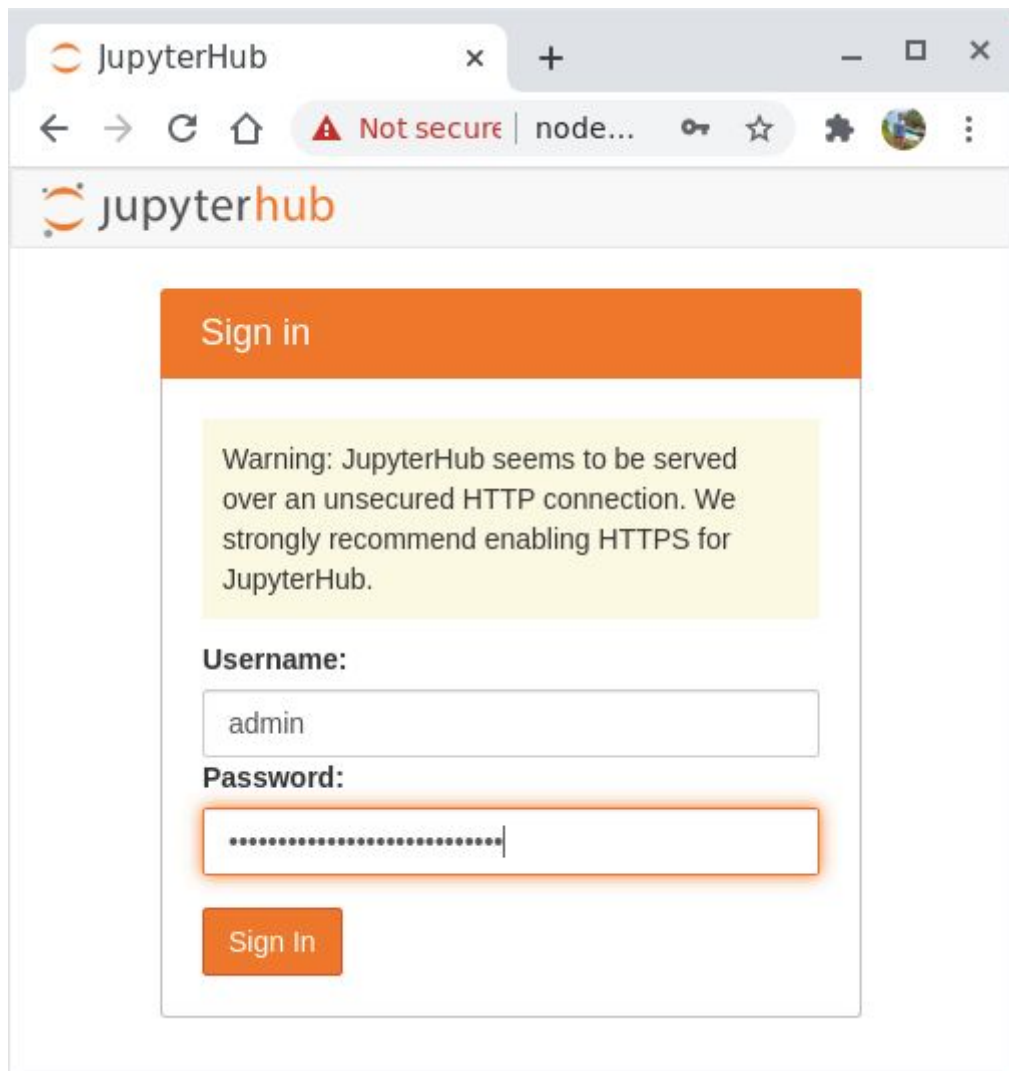 JupyterHub
Not secure node...
jupyterhub
Sign in
Warning: JupyterHub seems to be served
over an unsecured HTTP connection. We
strongly recommend enabling HTTPS for
JupyterHub.
Username:
admin
Password:
Sign In